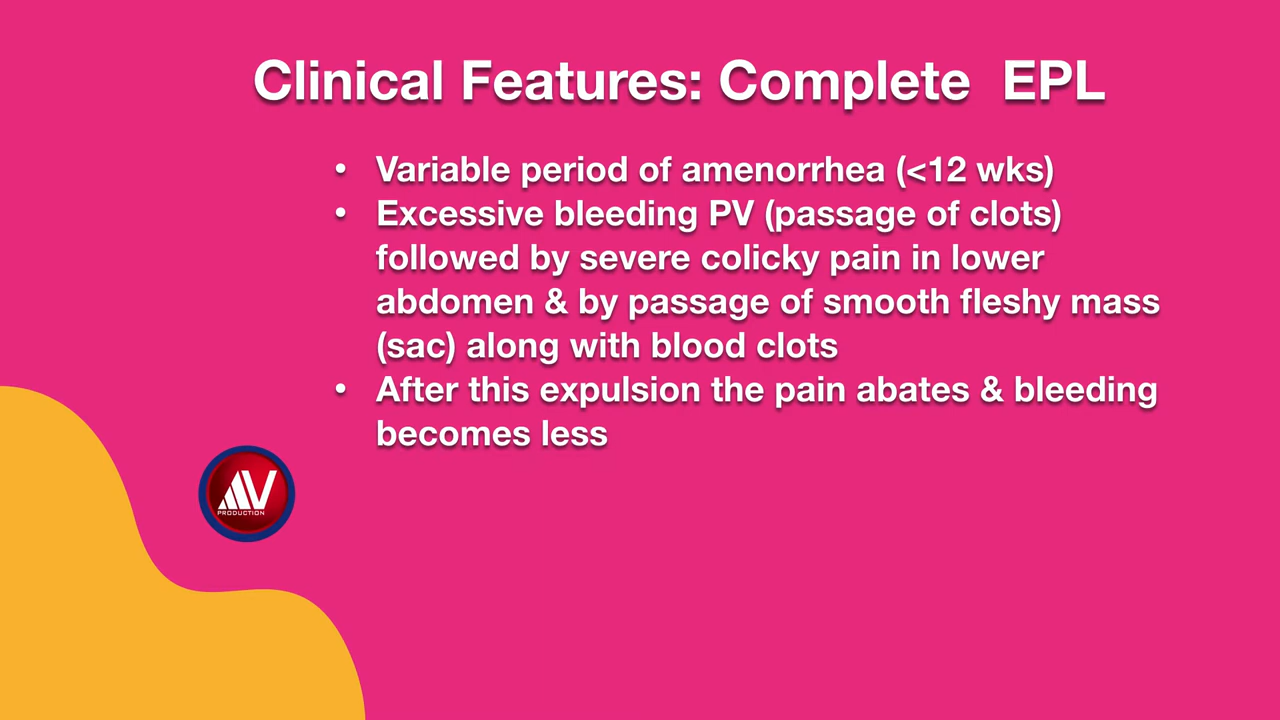 Clinical Features: Complete EPL
• Variable period of amenorrhea (<12 wks)
• Excessive bleeding PV (passage of clots)
followed by severe colicky pain in lower
abdomen & by passage of smooth fleshy mass
(sac) along with blood clots
• After this expulsion the pain abates & bleeding
becomes less
AV
PRODUCTION